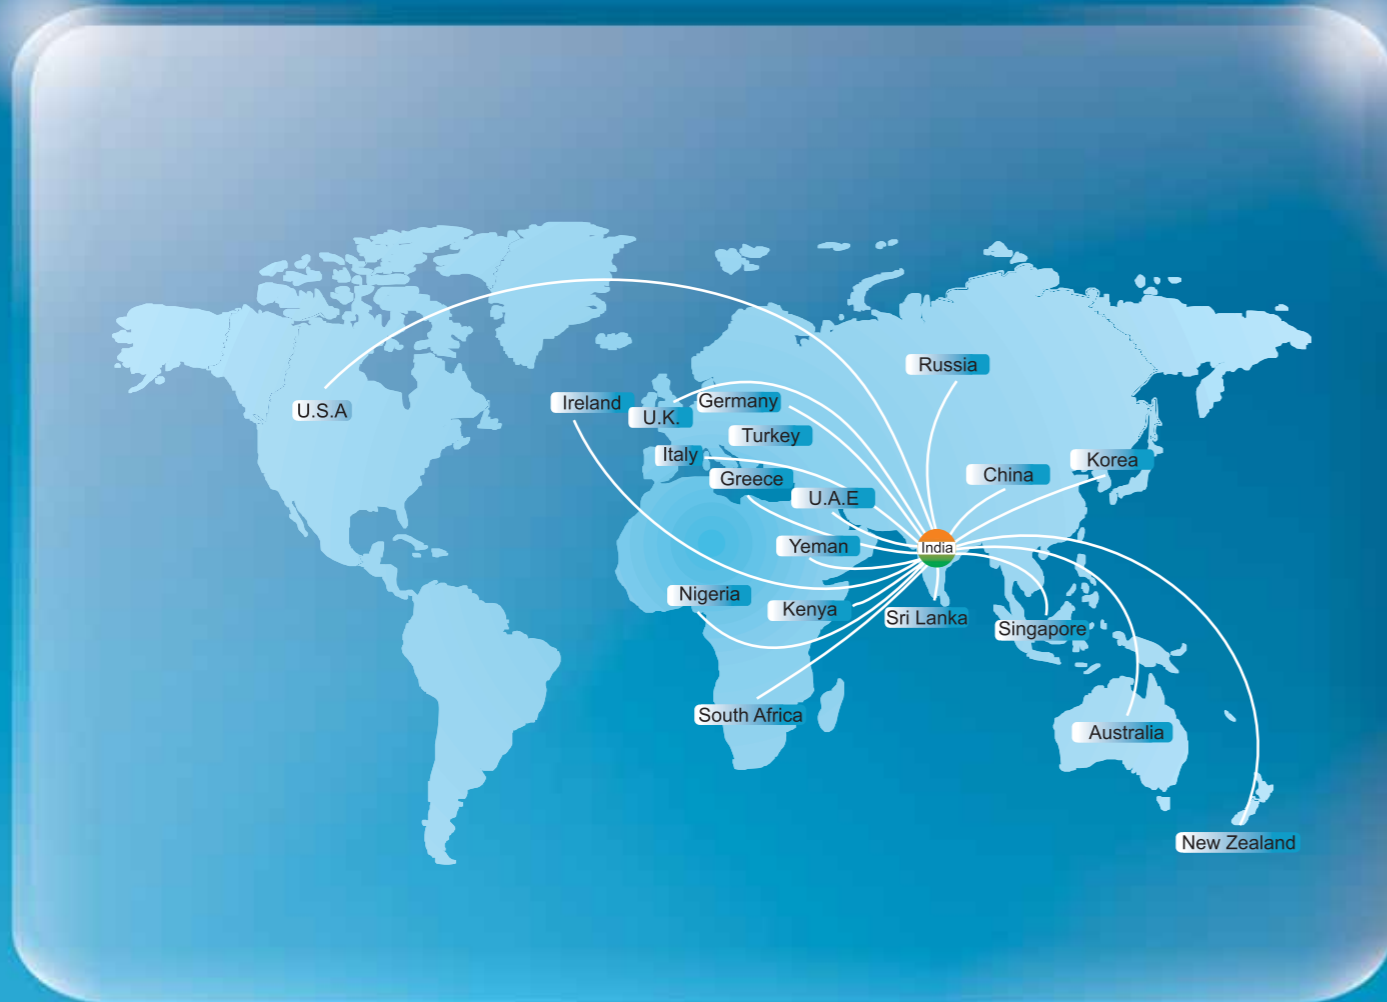 Russia
Ireland
Germany
U.S.A
U.K.
Turkey
Italy
Korea
China
Greece
U.A.E
Yeman
India
Nigeria
Kenya
Sri Lanka
Singapore
South Africa
Australia
New Zealand